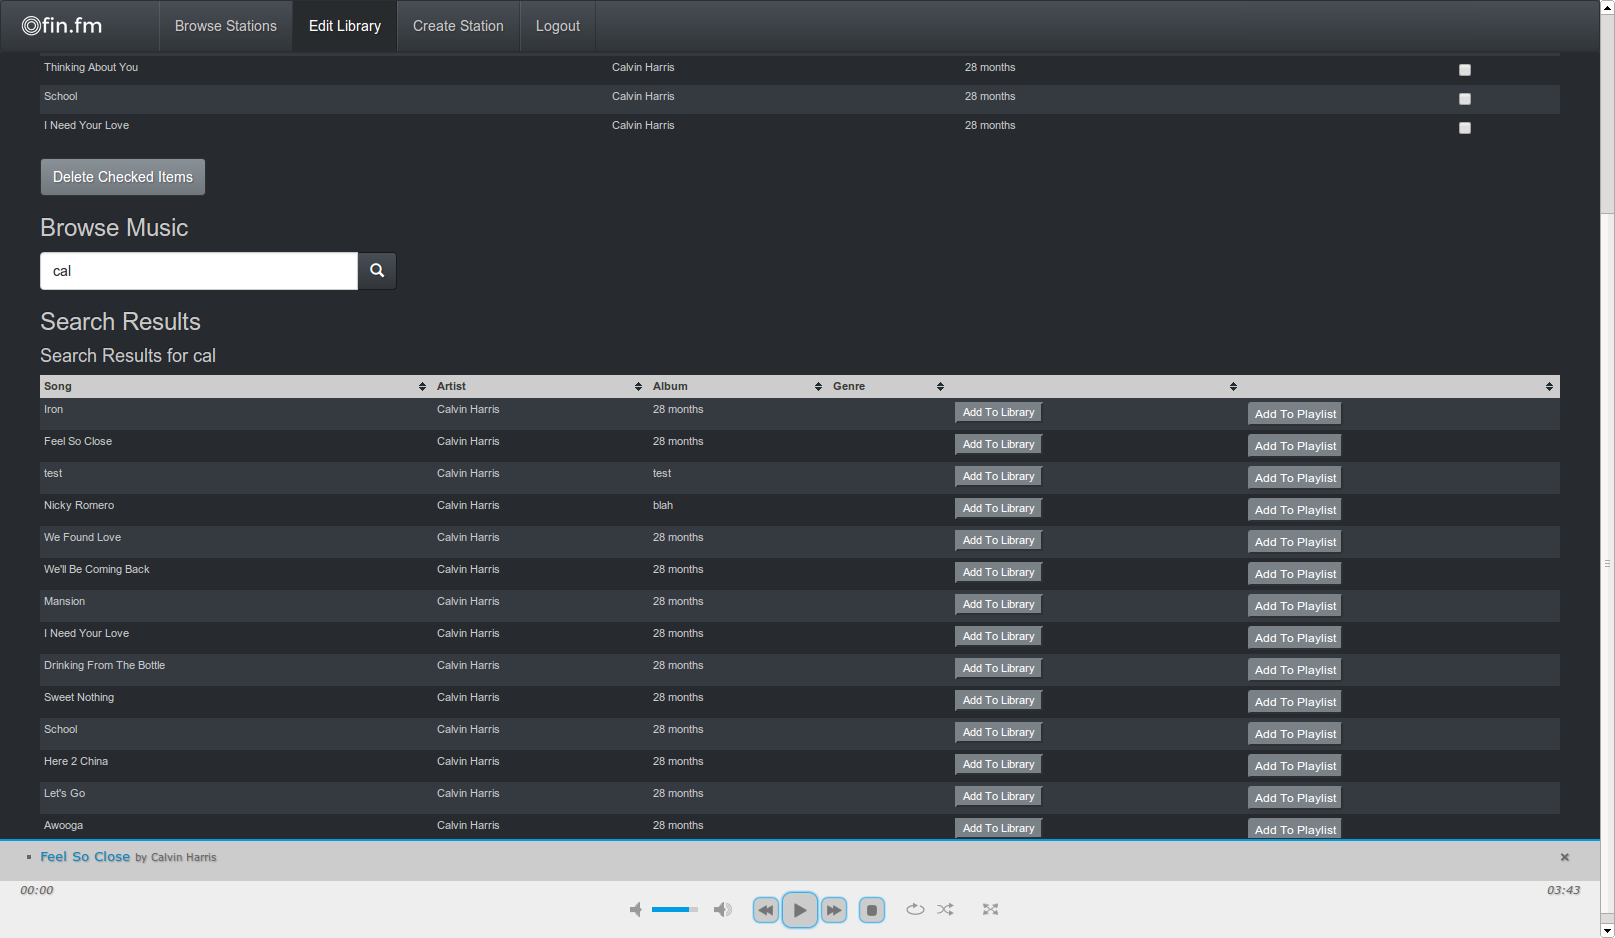 fin.fm Browse Stations Edit Library Create Station Logout
Thinking About You Calvin Harris 28 months
School Calvin Harris 28 months
I Need Your Love Calvin Harris 28 months
Delete Checked Items
Browse Music
cal
Search Results
Search Results for cal
Song Artist Album Genre
Iron Calvin Harris 28 months Add To Library Add To Playlist
Feel So Close Calvin Harris 28 months Add To Library Add To Playlist
test Calvin Harris test Add To Library Add To Playlist
Nicky Romero Calvin Harris blah Add To Library Add To Playlist
We Found Love Calvin Harris 28 months Add To Library Add To Playlist
We'll Be Coming Back Calvin Harris 28 months Add To Library Add To Playlist
Mansion Calvin Harris 28 months Add To Library Add To Playlist
I Need Your Love Calvin Harris 28 months Add To Library Add To Playlist
Drinking From The Bottle Calvin Harris 28 months Add To Library Add To Playlist
Sweet Nothing Calvin Harris 28 months Add To Library Add To Playlist
School Calvin Harris 28 months Add To Library Add To Playlist
Here 2 China Calvin Harris 28 months Add To Library Add To Playlist
Let's Go Calvin Harris 28 months Add To Library Add To Playlist
Awooga Calvin Harris 28 months Add To Library Add To Playlist
Feel So Close by Calvin Harris
00:00 03:43